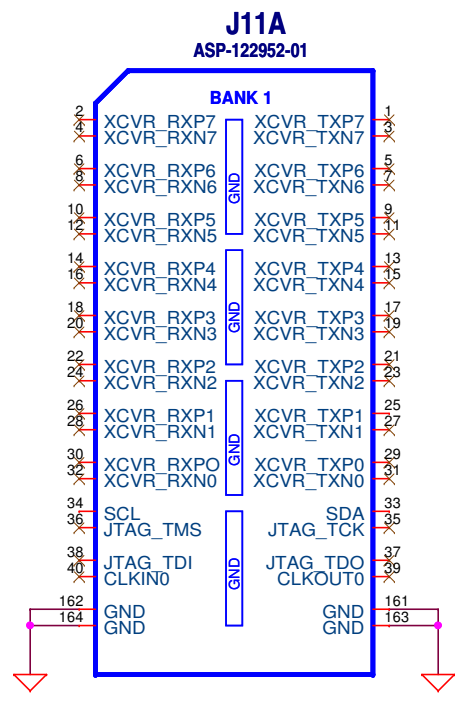 J11A
ASP-122952-01
BANK 1
2 XCVR_RXP7 XCVR_TXP7 1
4 XCVR_RXN7 XCVR_TXN7 3
6 XCVR_RXP6 XCVR_TXP6 5
8 XCVR_RXN6 XCVR_TXN6 7
GND
10 XCVR_RXP5 XCVR_TXP5 9
12 XCVR_RXN5 XCVR_TXN5 11
14 XCVR_RXP4 XCVR_TXP4 13
16 XCVR_RXN4 XCVR_TXN4 15
GND
18 XCVR_RXP3 XCVR_TXP3 17
20 XCVR_RXN3 XCVR_TXN3 19
22 XCVR_RXP2 XCVR_TXP2 21
24 XCVR_RXN2 XCVR_TXN2 23
26 XCVR_RXP1 XCVR_TXP1 25
28 XCVR_RXN1 XCVR_TXN1 27
GND
30 XCVR_RXPO XCVR_TXP0 29
32 XCVR_RXN0 XCVR_TXN0 31
34 SCL SDA 33
36 JTAG_TMS JTAG_TCK 35
38 JTAG_TDI JTAG_TDO 37
GND
40 CLKIN0 CLKOUT0 39
162 GND GND 161
164 GND GND 163